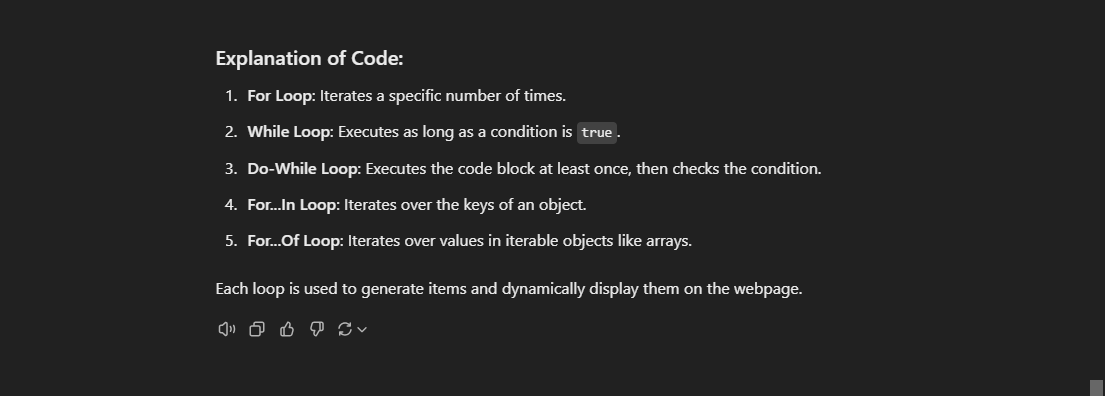 Explanation of Code:
1. For Loop: Iterates a specific number of times.
2. While Loop: Executes as long as a condition is true.
3. Do-While Loop: Executes the code block at least once, then checks the condition.
4. For...In Loop: Iterates over the keys of an object.
5. For...Of Loop: Iterates over values in iterable objects like arrays.
Each loop is used to generate items and dynamically display them on the webpage.